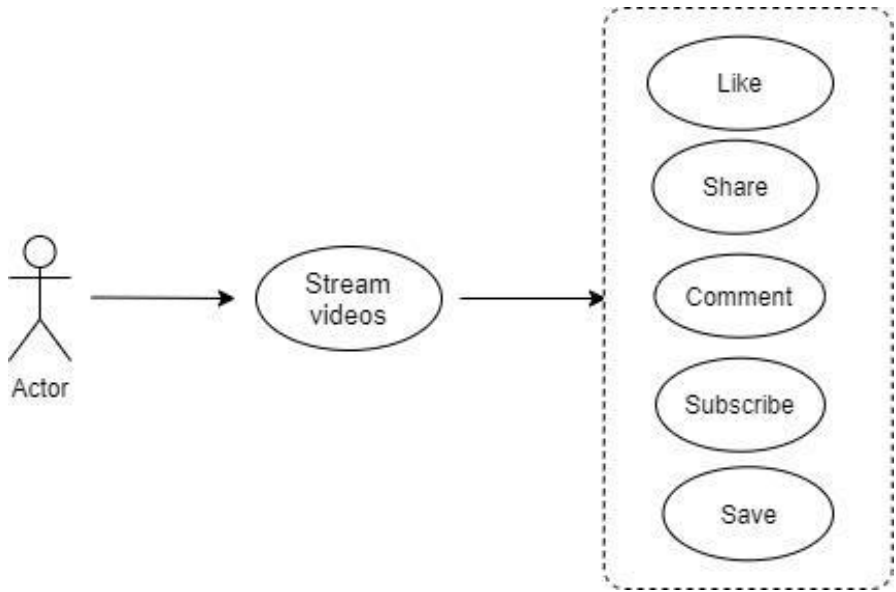 Like
Share
Stream
videos
Comment
Actor
Subscribe
Save